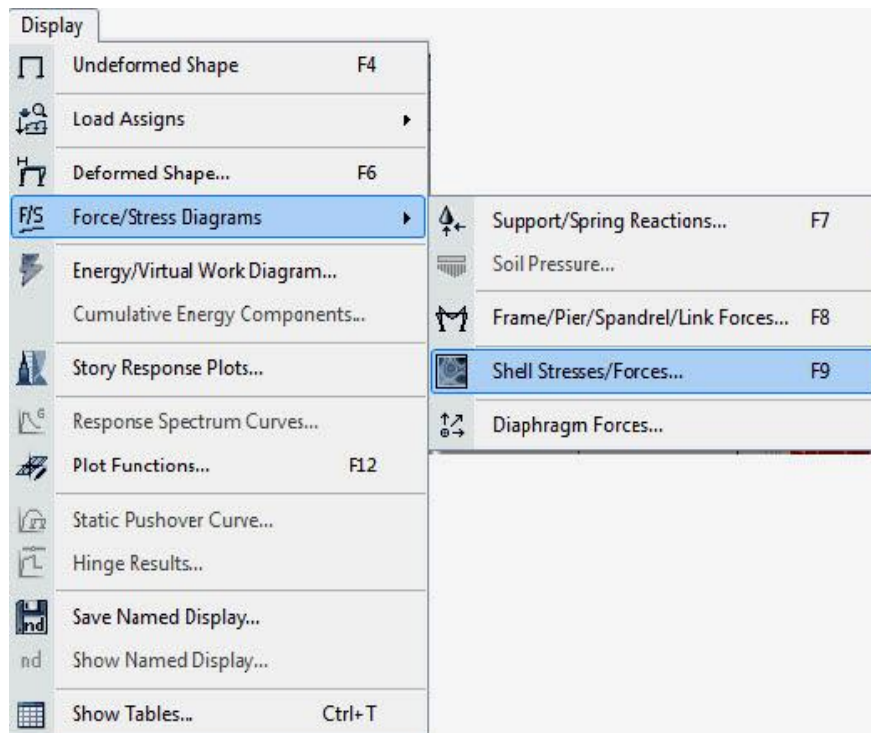 Display
Undeformed Shape F4
Load Assigns
H
Deformed Shape... F6
F/S Force/Stress Diagrams
Support/Spring Reactions... F7
Soil Pressure...
Energy/Virtual Work Diagram...
Cumulative Energy Components...
Frame/Pier/Spandrel/Link Forces... F8
Story Response Plots...
Shell Stresses/Forces... F9
G
Response Spectrum Curves...
Diaphragm Forces...
Plot Functions... F12
Static Pushover Curve...
Hinge Results...
nd Save Named Display...
nd Show Named Display...
Show Tables... Ctrl+T